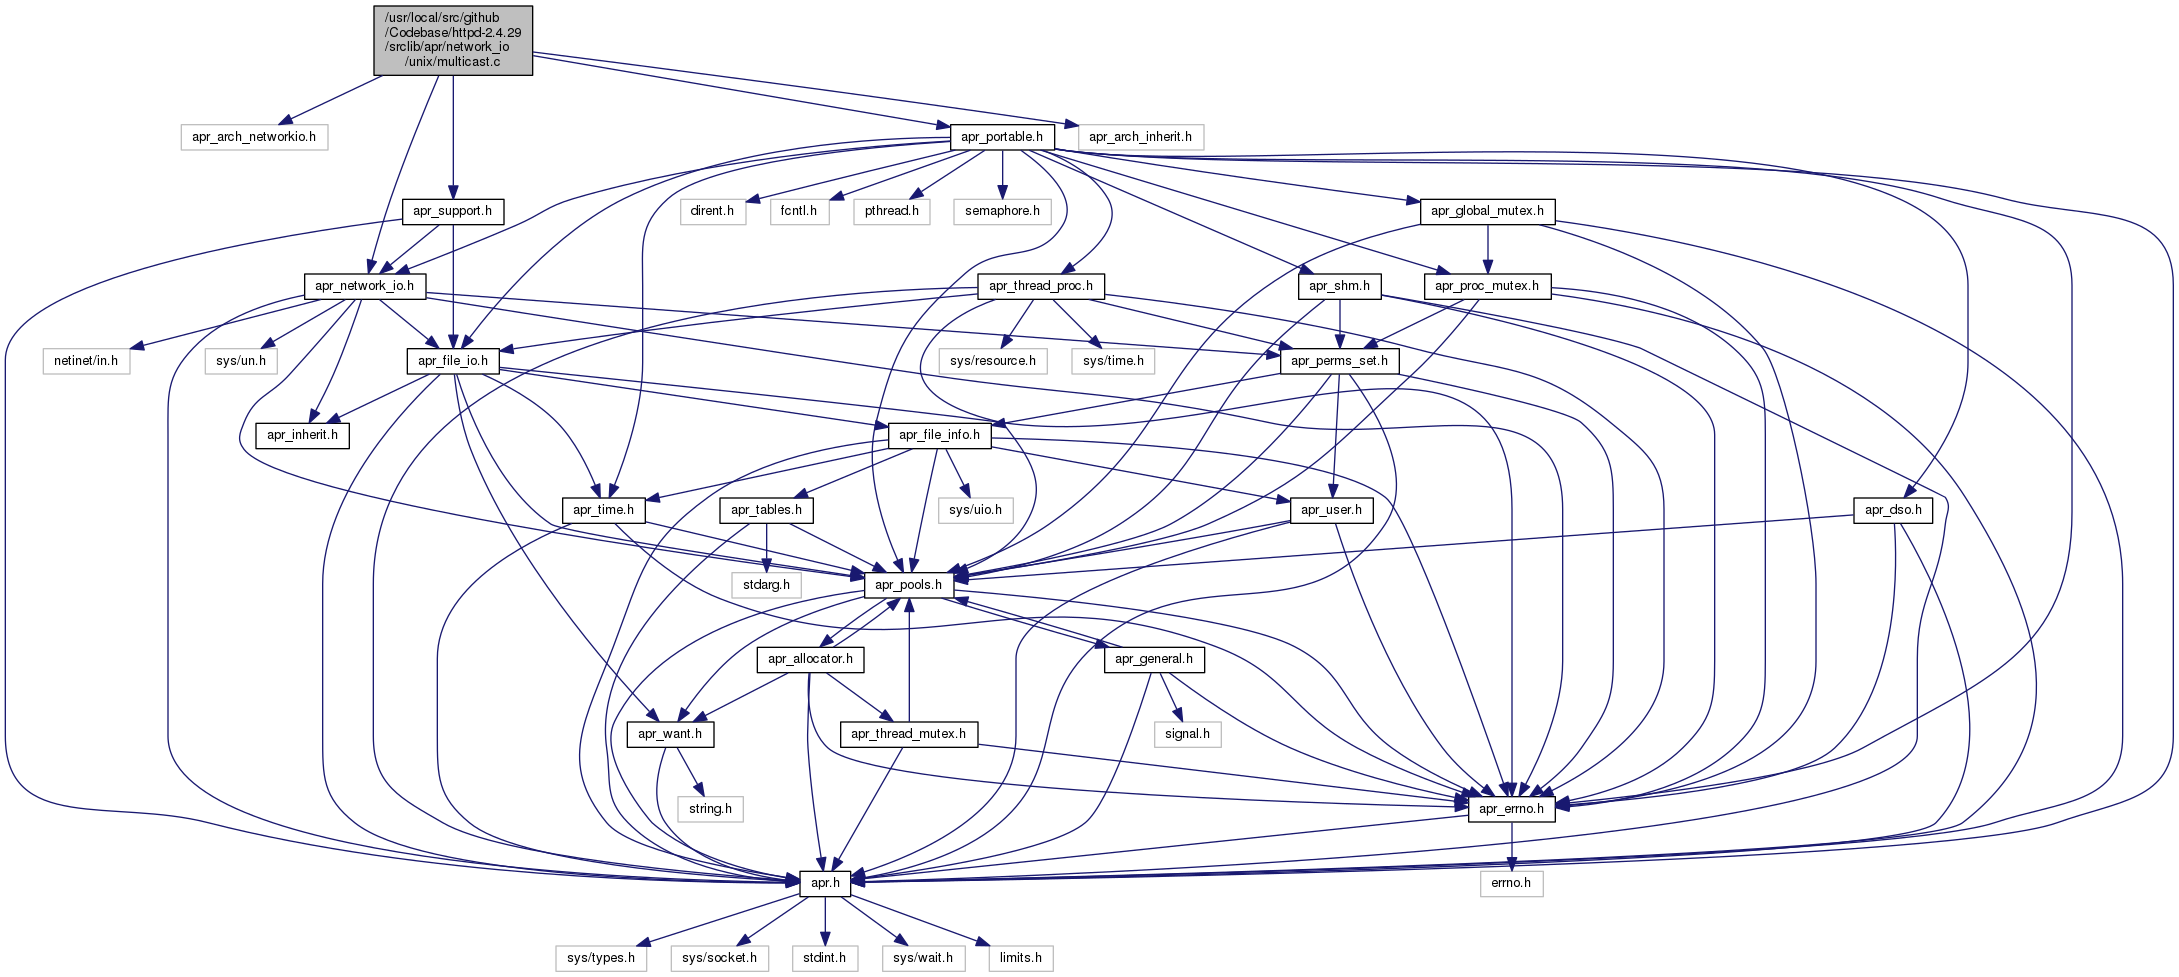 /usr/local/src/github
/Codebase/httpd-2.4.29
/srclib/apr/network_io
/unix/multicast.c
apr_arch_networkio.h
apr_portable.h
apr_arch_inherit.h
apr_support.h
dirent.h
fcntl.h
pthread.h
semaphore.h
apr_global_mutex.h
apr_network_io.h
apr_thread_proc.h
apr_shm.h
apr_proc_mutex.h
netinet/in.h
sys/un.h
apr_file_io.h
sys/resource.h
sys/time.h
apr_perms_set.h
apr_inherit.h
apr_file_info.h
apr_time.h
apr_tables.h
sys/uio.h
apr_user.h
apr_dso.h
stdarg.h
apr_pools.h
apr_allocator.h
apr_general.h
apr_want.h
apr_thread_mutex.h
signal.h
string.h
apr_errno.h
apr.h
errno.h
sys/types.h
sys/socket.h
stdint.h
sys/wait.h
limits.h